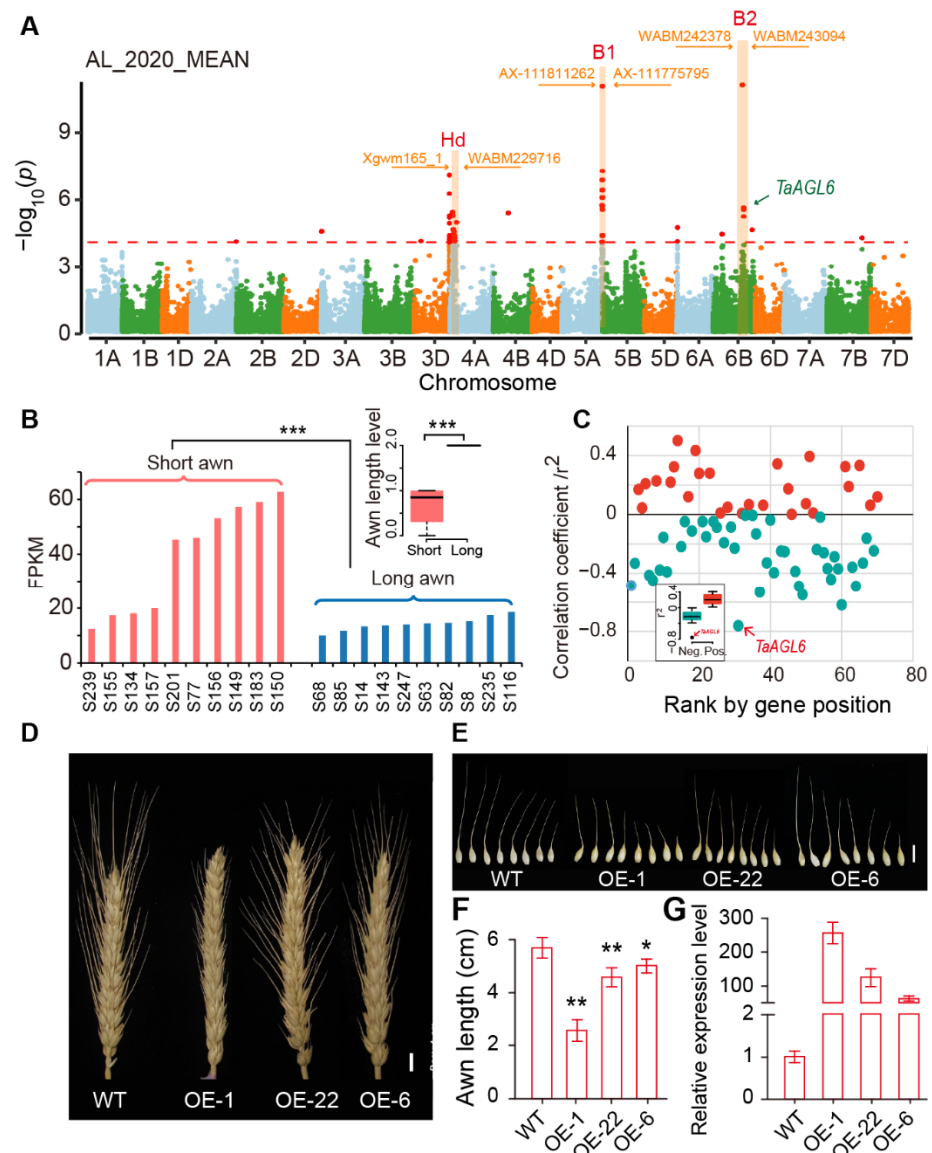 A
AL_2020_MEAN
B2
WABM242378
WABM243094
B1
AX-111811262
AX-111775795
Hd
Xgwm165_1
WABM229716
TaAGL6
−log10(p)
9
6
3
0
1A 1B 1D 2A 2B 2D 3A 3B 3D 4A 4B 4D 5A 5B 5D 6A 6B 6D 7A 7B 7D
Chromosome
B
***
Short awn
FPKM
60
40
20
0
Awn length level
2.0
1.0
0.0
***
Short Long
Long awn
S239 S155 S134 S157 S201 S77 S156 S149 S183 S150
S68 S85 S14 S143 S247 S63 S82 S8 S235 S116
C
Correlation coefficient /r2
0.4
0
−0.4
−0.8
r2
0.4
0
−0.8
TaAGL6
Neg. Pos.
TaAGL6
0 20 40 60 80
Rank by gene position
D
WT OE-1 OE-22 OE-6
E
WT OE-1 OE-22 OE-6
F
Awn length (cm)
6
4
2
0
**
**
*
WT OE-1 OE-22 OE-6
G
Relative expression level
300
200
100
2
1
0
WT OE-1 OE-22 OE-6